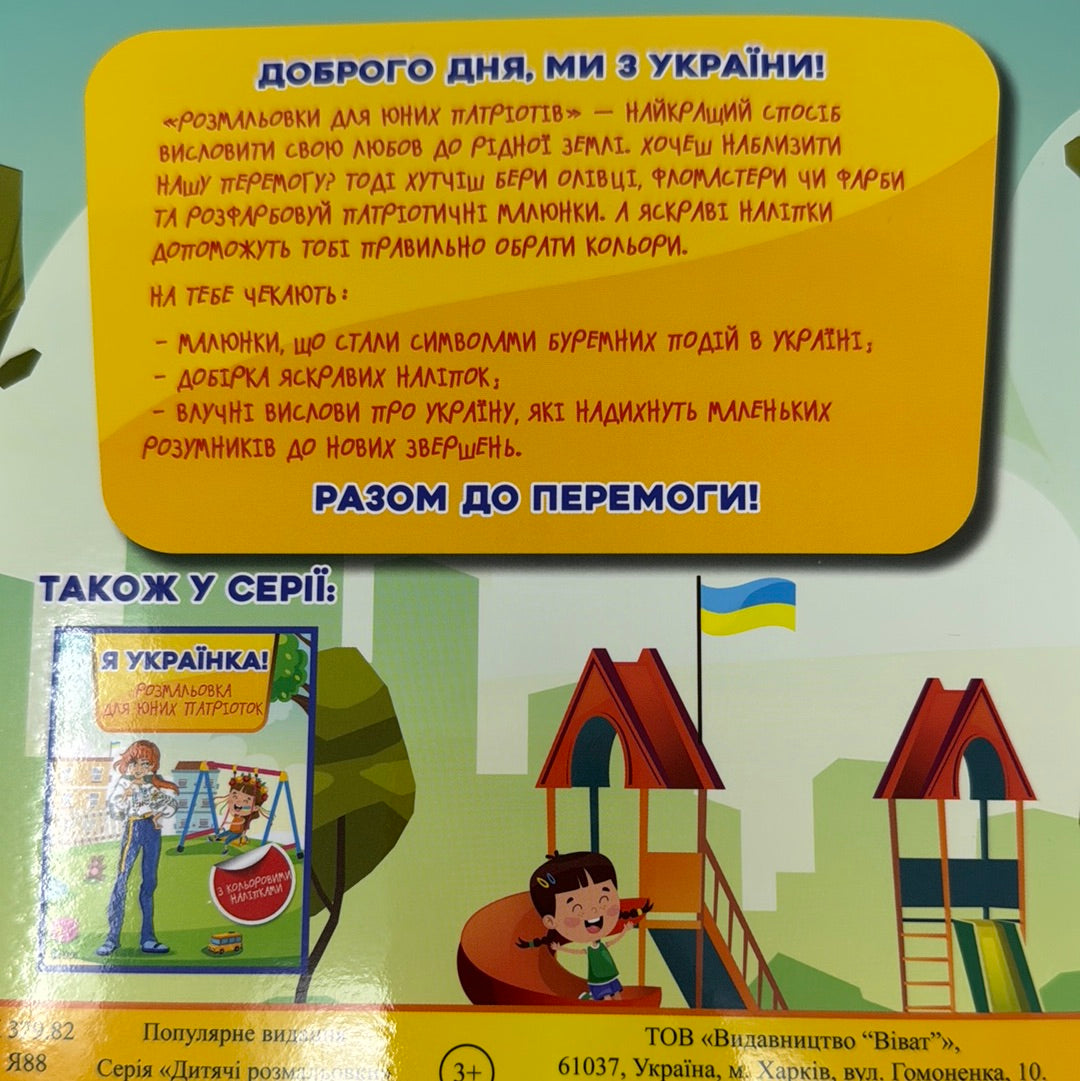 ДОБРОГО ДНЯ, МИ З УКРАЇНИ!
«РОЗМАЛЬОВКИ ДЛЯ ЮНИХ ПАТРІОТІВ» — НАЙКРАЩИЙ СПОСІБ
ВИСЛОВИТИ СВОЮ ЛЮБОВ ДО РІДНОЇ ЗЕМЛІ. ХОЧЕШ НАБЛИЗИТИ
НАШУ ПЕРЕМОГУ? ТОДІ ХУТЧІШ БЕРИ ОЛІВЦІ, ФЛОМАСТЕРИ ЧИ ФАРБИ
ТА РОЗФАРБОВУЙ ПАТРІОТИЧНІ МАЛЮНКИ. А ЯСКРАВІ НАЛІПКИ
ДОПОМОЖУТЬ ТОБІ ПРАВИЛЬНО ОБРАТИ КОЛЬОРИ.
НА ТЕБЕ ЧЕКАЮТЬ:
- МАЛЮНКИ, ЩО СТАЛИ СИМВОЛАМИ БУРЕМНИХ ПОДІЙ В УКРАЇНІ;
- ДОБІРКА ЯСКРАВИХ НАЛІПОК;
- ВЛУЧНІ ВИСЛОВИ ПРО УКРАЇНУ, ЯКІ НАДИХНУТЬ МАЛЕНЬКИХ
РОЗУМНИКІВ ДО НОВИХ ЗВЕРШЕНЬ.
РАЗОМ ДО ПЕРЕМОГИ!
ТАКОЖ У СЕРІЇ:
Я УКРАЇНКА!
РОЗМАЛЬОВКА
ДЛЯ ЮНИХ ПАТРІОТОК
З КОЛЬОРОВИМИ
НАЛІПКАМИ
379.82
Я88
Популярне видання
Серія «Дитячі розмальовки»
3+
ТОВ «Видавництво “Віват”»,
61037, Україна, м. Харків, вул. Гомоненка, 10.